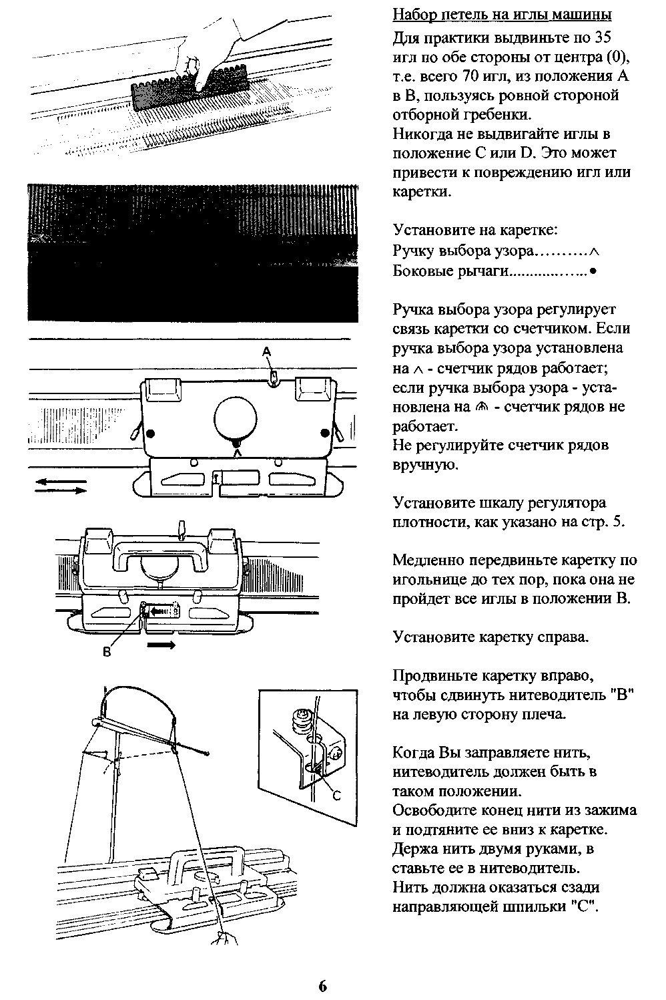 Набор петель на иглы машины
Для практики выдвиньте по 35
игл по обе стороны от центра (0),
т.е. всего 70 игл, из положения А
в В, пользуясь ровной стороной
отборной гребенки.
Никогда не выдвигайте иглы в
положение С или D. Это может
привести к повреждению игл или
каретки.
Установите на каретке:
Ручку выбора узора..........ʌ
Боковые рычаги..................•
Ручка выбора узора регулирует
связь каретки со счетчиком. Если
ручка выбора узора установлена
на ʌ - счетчик рядов работает;
если ручка выбора узора - уста-
новлена на - счетчик рядов не
работает.
Не регулируйте счетчик рядов
вручную.
A
ʌ
Установите шкалу регулятора
плотности, как указано на стр. 5.
Медленно передвиньте каретку по
игольнице до тех пор, пока она не
пройдет все иглы в положении В.
Установите каретку справа.
B
Продвиньте каретку вправо,
чтобы сдвинуть нитеводитель "В"
на левую сторону плеча.
Когда Вы заправляете нить,
нитеводитель должен быть в
таком положении.
Освободите конец нити из зажима
и подтяните ее вниз к каретке.
Держа нить двумя руками, в
ставьте ее в нитеводитель.
Нить должна оказаться сзади
направляющей шпильки "С".
C
6